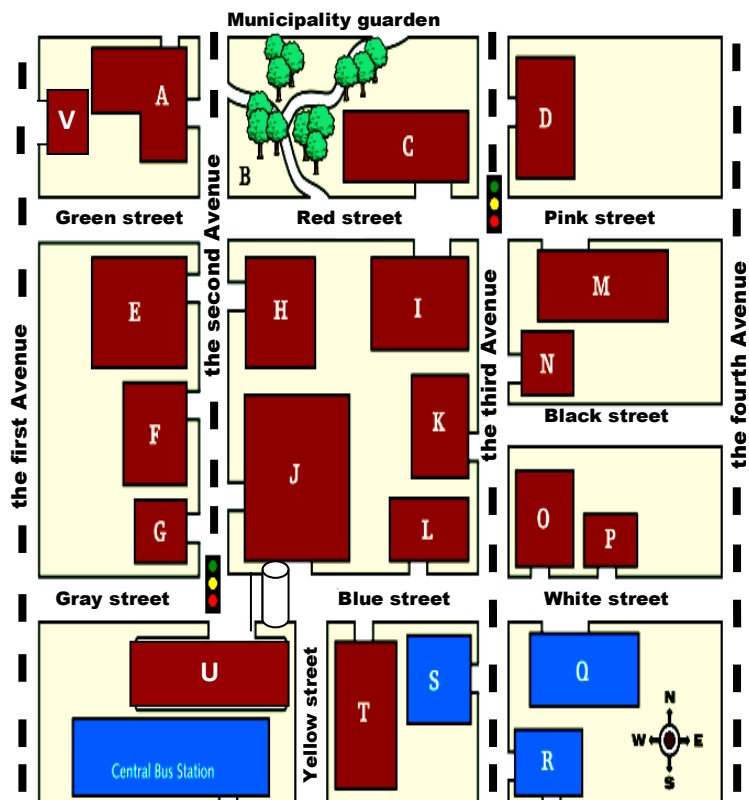 Municipality guarden
V
A
B
C
D
Green street
Red street
Pink street
the first Avenue
the second Avenue
the third Avenue
the fourth Avenue
E
H
I
M
N
F
K
Black street
J
G
L
O
P
Gray street
Blue street
White street
Yellow street
U
T
S
Q
R
Central Bus Station
N
W
E
S